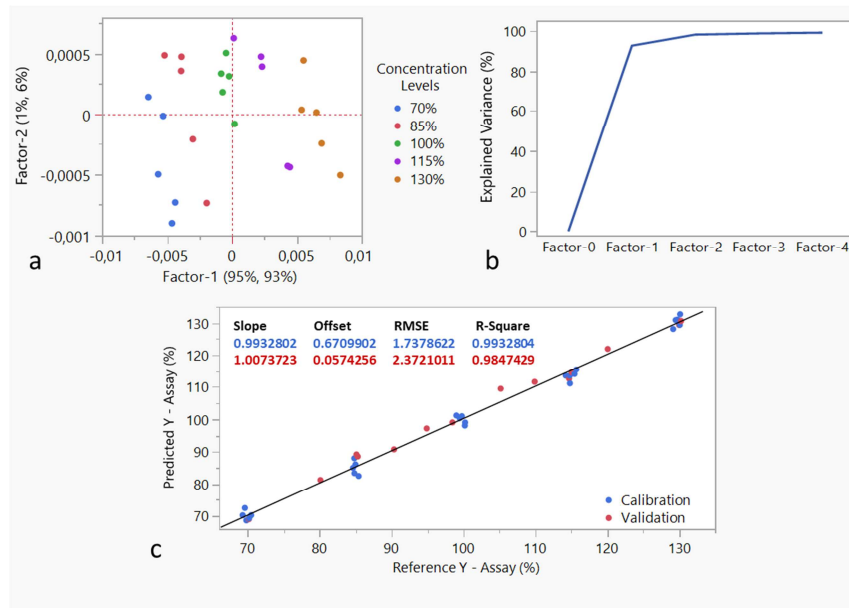 0,0005
0
-0,0005
-0,001
Factor-2 (1%, 6%)
-0,01
-0,005
0
0,005
0,01
Factor-1 (95%, 93%)
a
Concentration
Levels
70%
85%
100%
115%
130%
100
80
60
40
20
0
Explained Variance (%)
Factor-0
Factor-1
Factor-2
Factor-3
Factor-4
b
130
120
110
100
90
80
70
Predicted Y - Assay (%)
Slope Offset RMSE R-Square
0.9932802 0.6709902 1.7378622 0.9932804
1.0073723 0.0574256 2.3721011 0.9847429
Calibration
Validation
70
80
90
100
110
120
130
Reference Y - Assay (%)
c